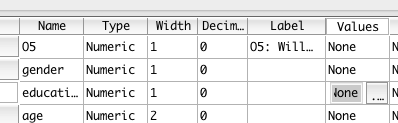 Name Type Width Decim... Label Values N
O5 Numeric 1 0 O5: Will... None N
gender Numeric 1 0 None N
educati... Numeric 1 0 None ... N
age Numeric 2 0 None N